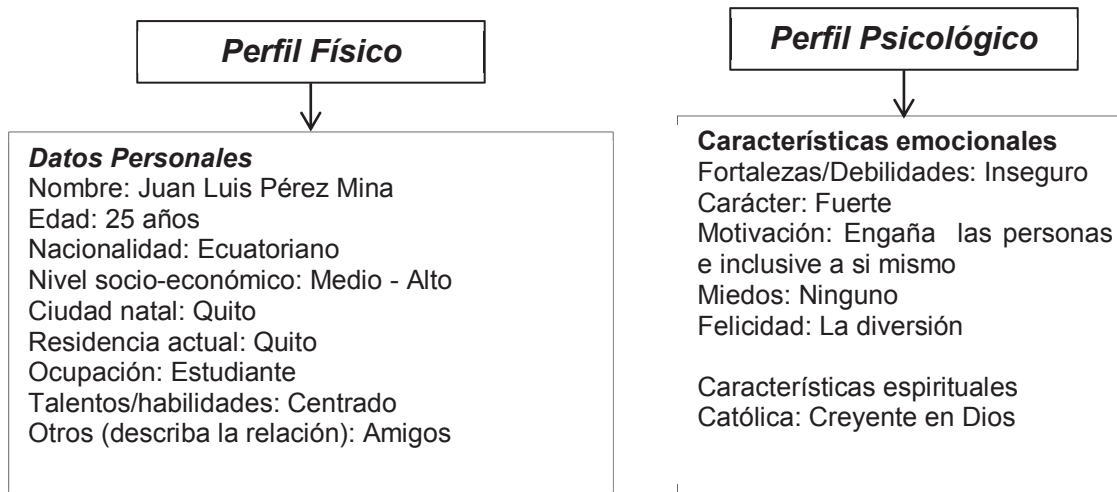 Perfil Físico
Datos Personales
Nombre: Juan Luis Pérez Mina
Edad: 25 años
Nacionalidad: Ecuatoriano
Nivel socio-económico: Medio - Alto
Ciudad natal: Quito
Residencia actual: Quito
Ocupación: Estudiante
Talentos/habilidades: Centrado
Otros (describa la relación): Amigos
Perfil Psicológico
Características emocionales
Fortalezas/Debilidades: Inseguro
Carácter: Fuerte
Motivación: Engaña las personas
e inclusive a si mismo
Miedos: Ninguno
Felicidad: La diversión
Características espirituales
Católica: Creyente en Dios